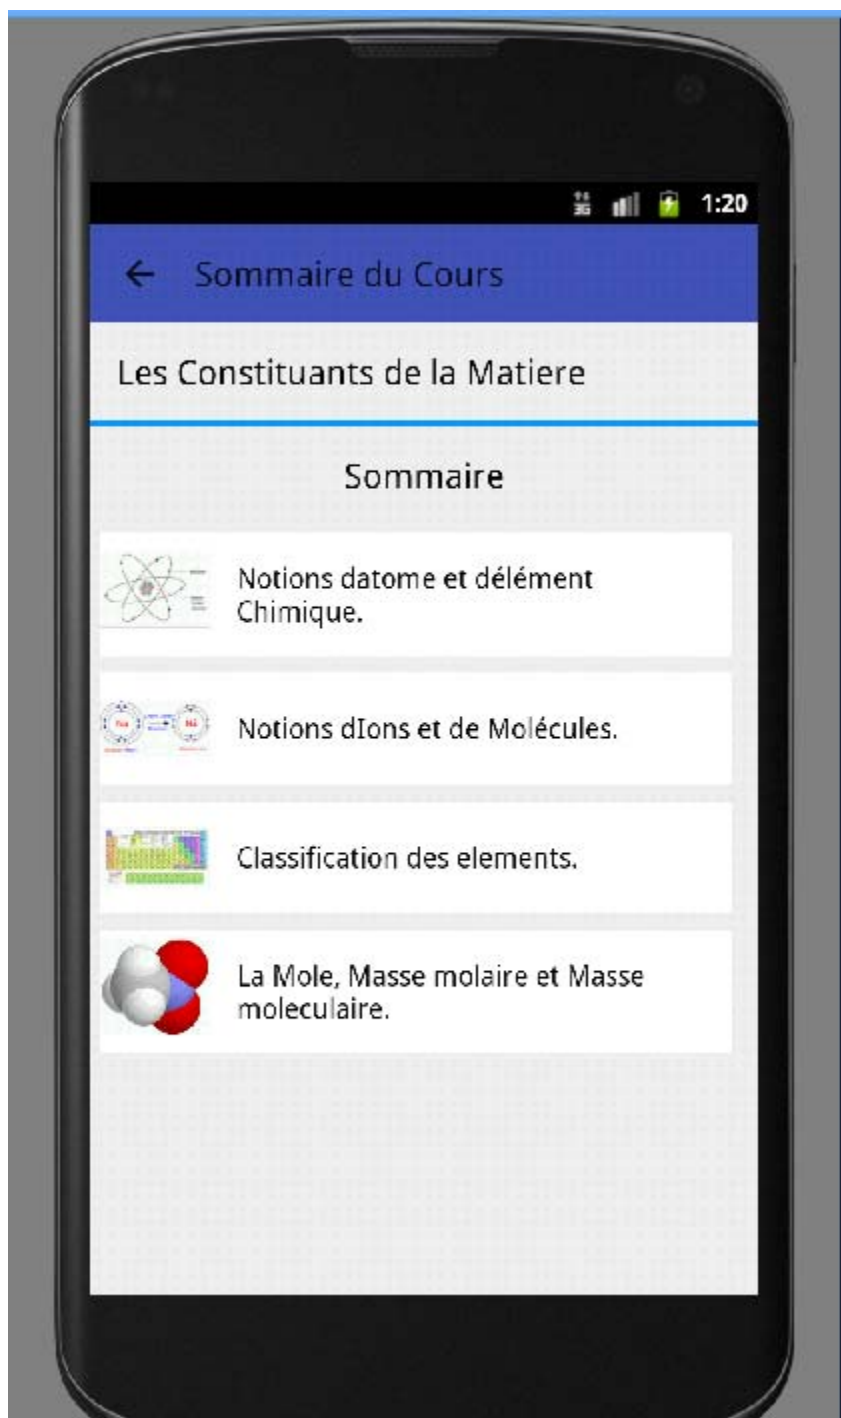 3G 1:20
Sommaire du Cours
Les Constituants de la Matiere
Sommaire
Notions datome et délément
Chimique.
Notions dIons et de Molécules.
Classification des elements.
La Mole, Masse molaire et Masse
moleculaire.